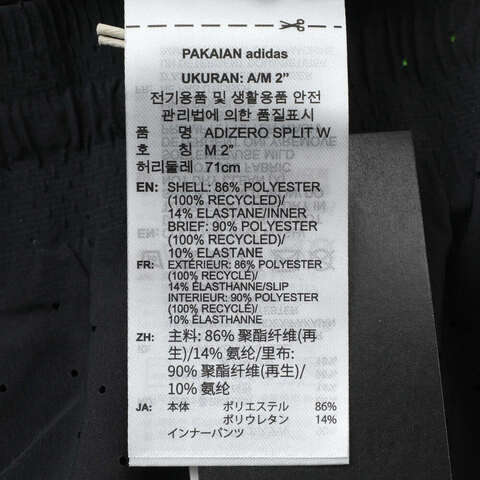 PAKAIAN adidas
UKURAN: A/M 2”
전기용품 및 생활용품 안전
관리법에 의한 품질표시
품 명 ADIZERO SPLIT W
호 칭 M 2”
허리둘레 71cm
EN: SHELL: 86% POLYESTER
(100% RECYCLED)/
14% ELASTANE/INNER
BRIEF: 90% POLYESTER
(100% RECYCLED)/
10% ELASTANE
FR: EXTÉRIEUR: 86% POLYESTER
(100% RECYCLÉ)/
14% ÉLASTHANNE/SLIP
INTERIEUR: 90% POLYESTER
(100% RECYCLÉ)/
10% ÉLASTHANNE
ZH: 主料: 86% 聚酯纤维(再
生)/14% 氨纶/里布:
90% 聚酯纤维(再生)/
10% 氨纶
JA: 本体 ポリエステル 86%
ポリウレタン 14%
インナーパンツ